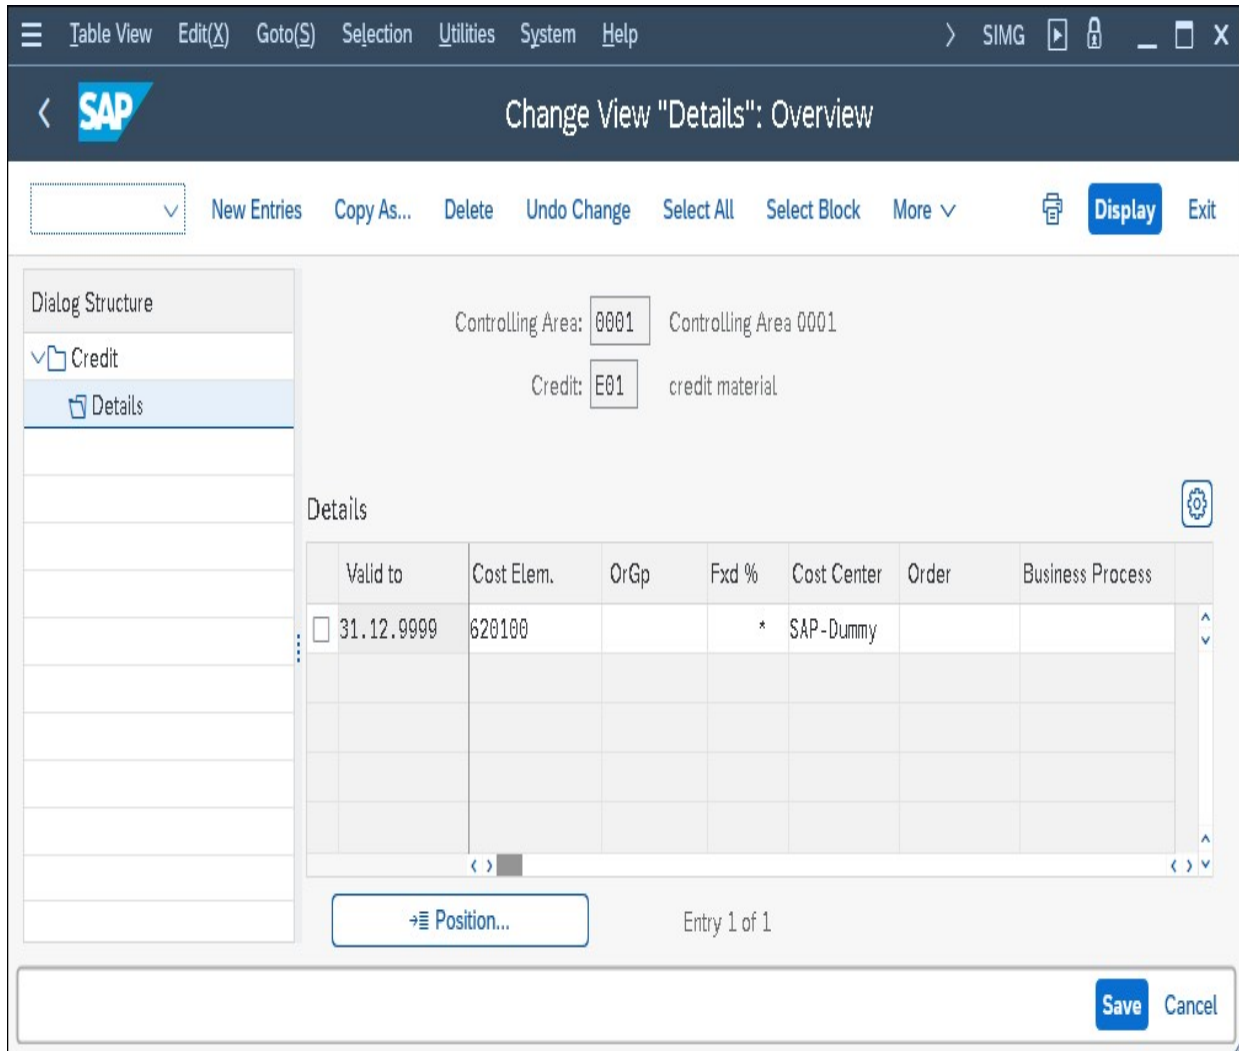 Table View Edit(X) Goto(S) Selection Utilities System Help SIMG
SAP Change View "Details": Overview
New Entries Copy As... Delete Undo Change Select All Select Block More Display Exit
Dialog Structure
Credit
Details
Controlling Area: 0001 Controlling Area 0001
Credit: E01 credit material
Details
Valid to Cost Elem. OrGp Fxd % Cost Center Order Business Process
31.12.9999 620100 * SAP-Dummy
Position... Entry 1 of 1
Save Cancel